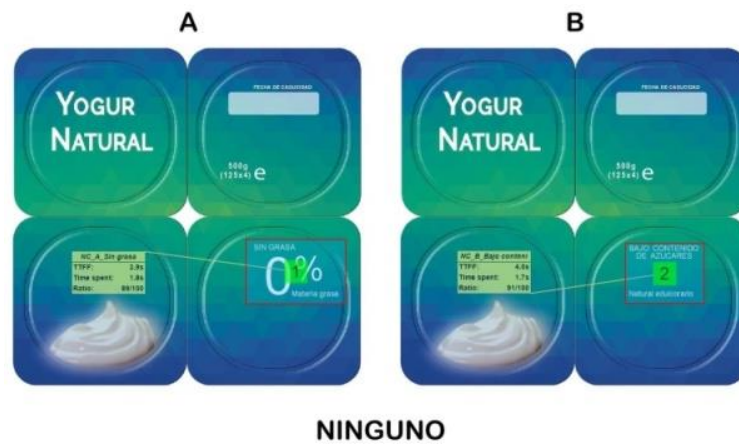 A
B
YOGUR
NATURAL
FECHA DE CADUCIDAD
500g
(125x4) e
YOGUR
NATURAL
FECHA DE CADUCIDAD
500g
(125x4) e
NC_A_Sin grasa
TTFF: 2.9s
Time spent: 1.8s
Ratio: 89/100
SIN GRASA
0%
1
Materia grasa
NC_B_Bajo conteni
TTFF: 4.0s
Time spent: 1.7s
Ratio: 91/100
BAJO CONTENIDO
DE AZUCARES
2
Natural edulcorado
NINGUNO